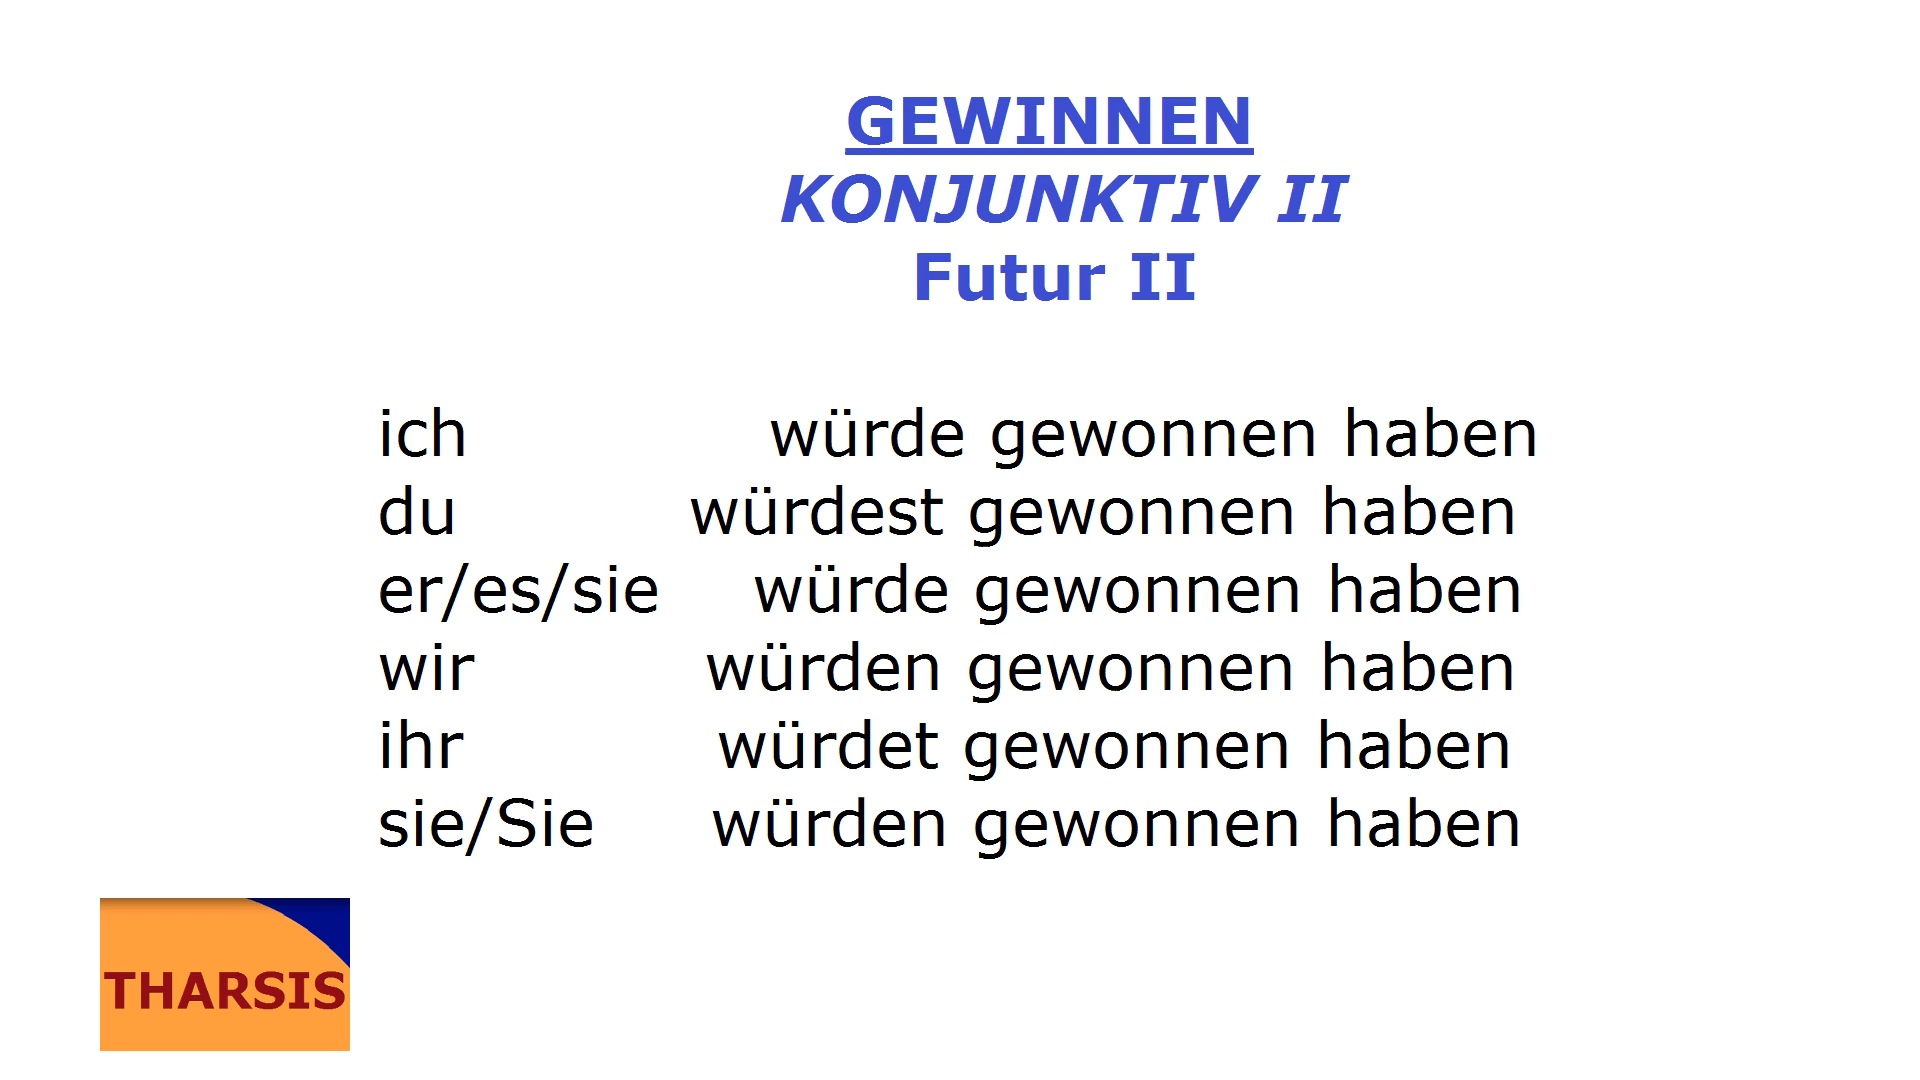 GEWINNEN
KONJUNKTIV II
Futur II
ich würde gewonnen haben
du würdest gewonnen haben
er/es/sie würde gewonnen haben
wir würden gewonnen haben
ihr würdet gewonnen haben
sie/Sie würden gewonnen haben
THARSIS